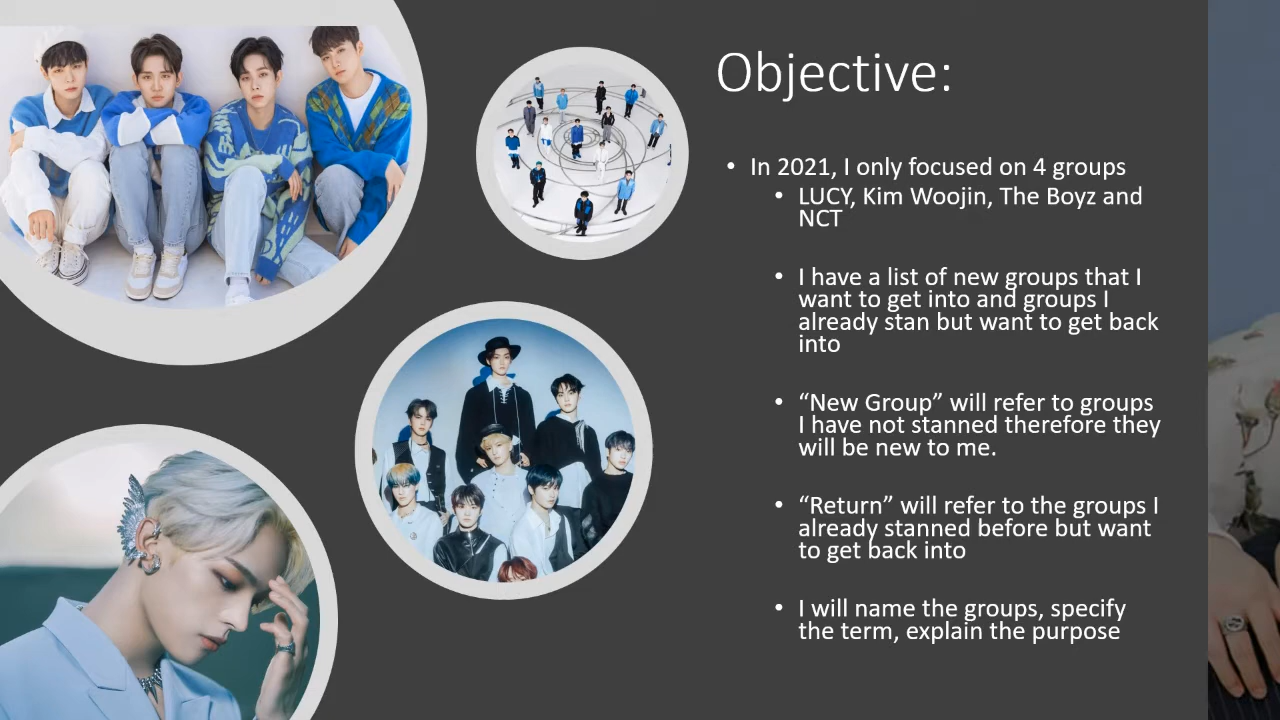 Objective:
• In 2021, I only focused on 4 groups
• LUCY, Kim Woojin, The Boyz and
NCT
• I have a list of new groups that I
want to get into and groups I
already stan but want to get back
into
• “New Group” will refer to groups
I have not stanned therefore they
will be new to me.
• “Return” will refer to the groups I
already stanned before but want
to get back into
• I will name the groups, specify
the term, explain the purpose